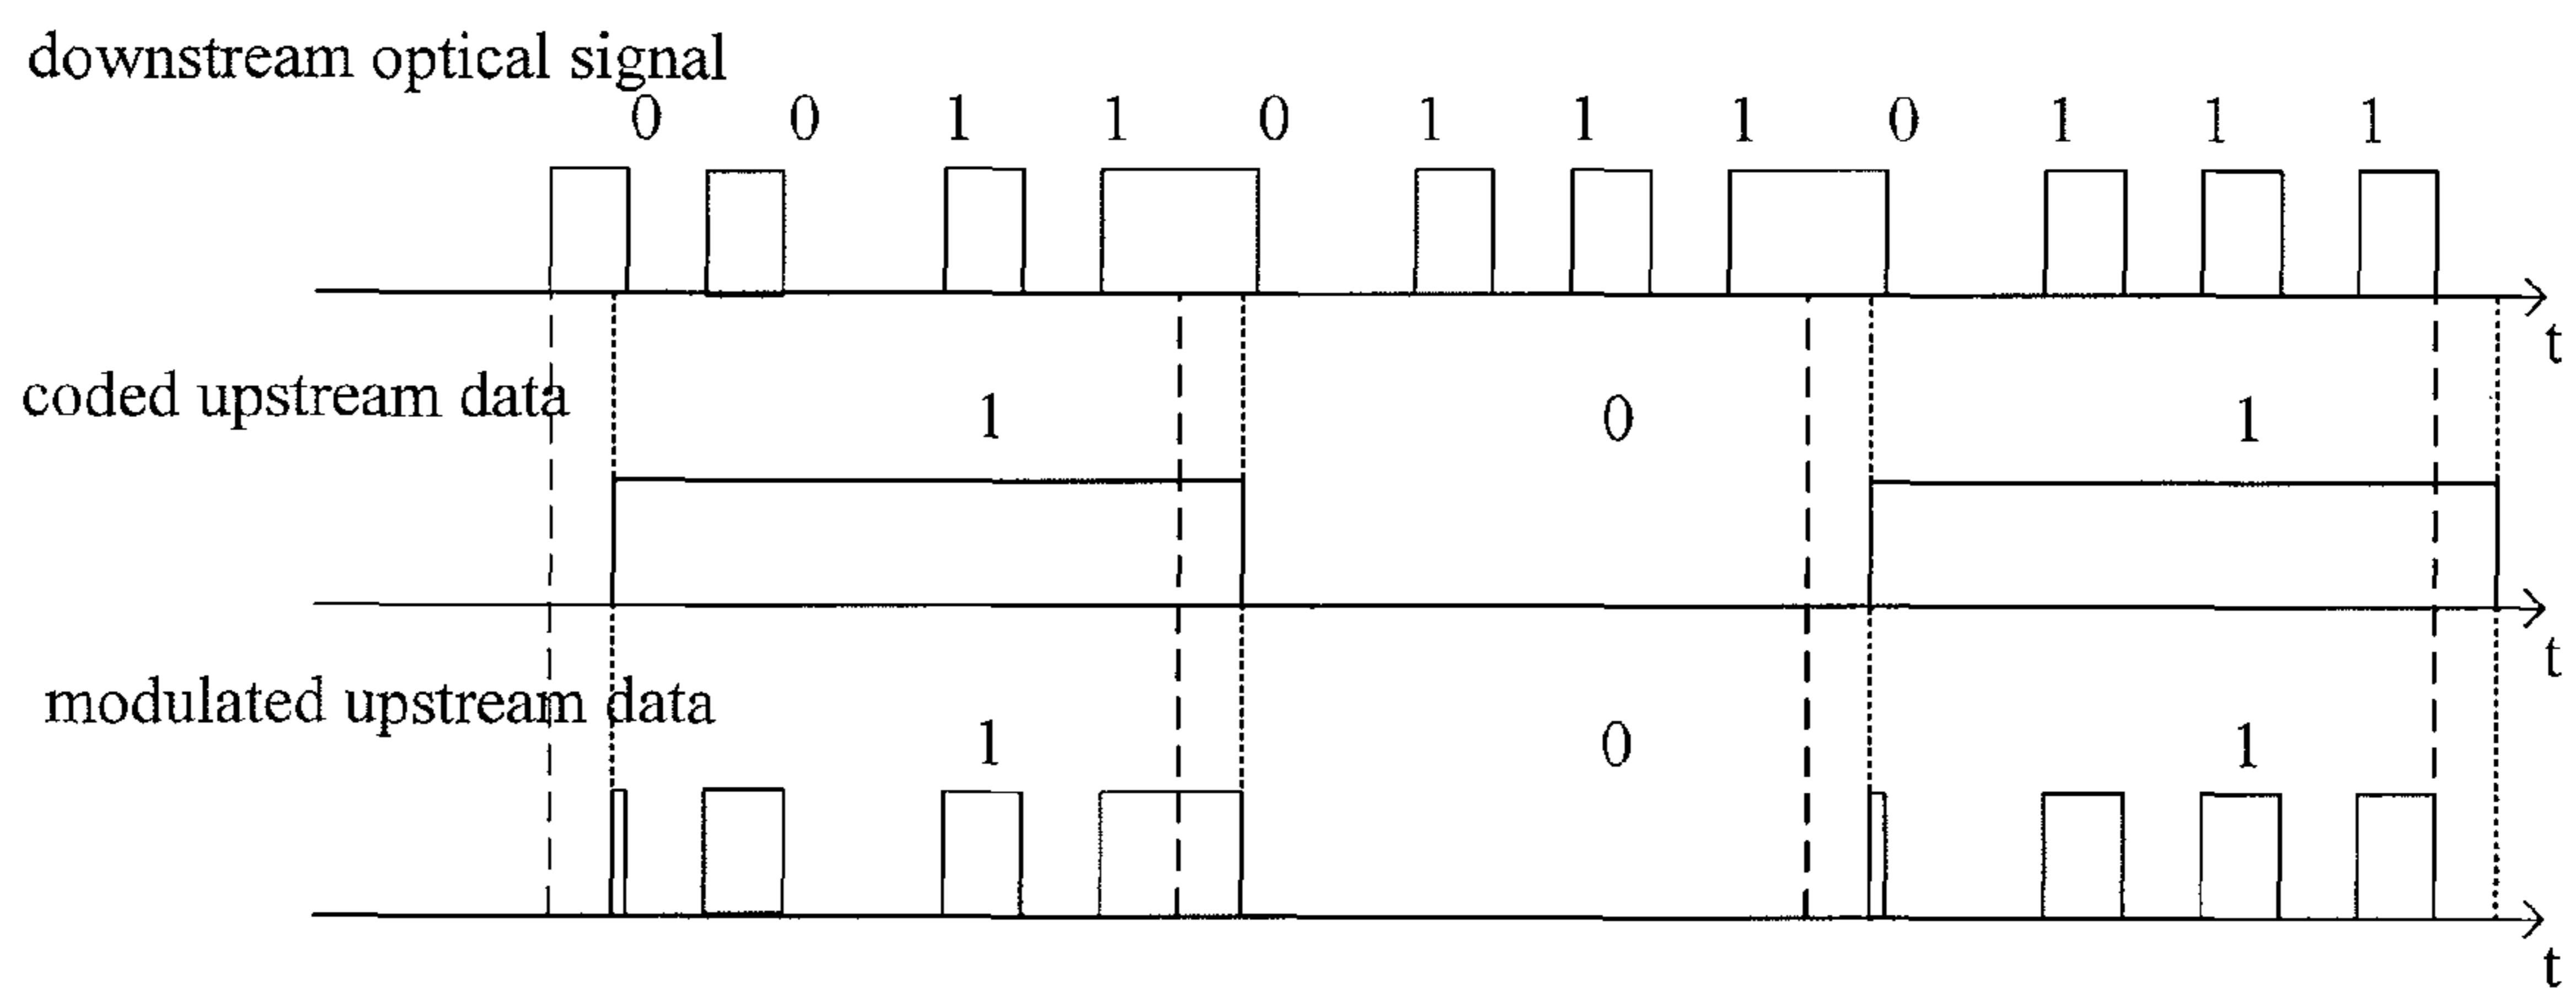 downstream optical signal
0 0 1 1 0 1 1 1 0 1 1 1
t
coded upstream data
1 0 1
t
modulated upstream data
1 0 1
t